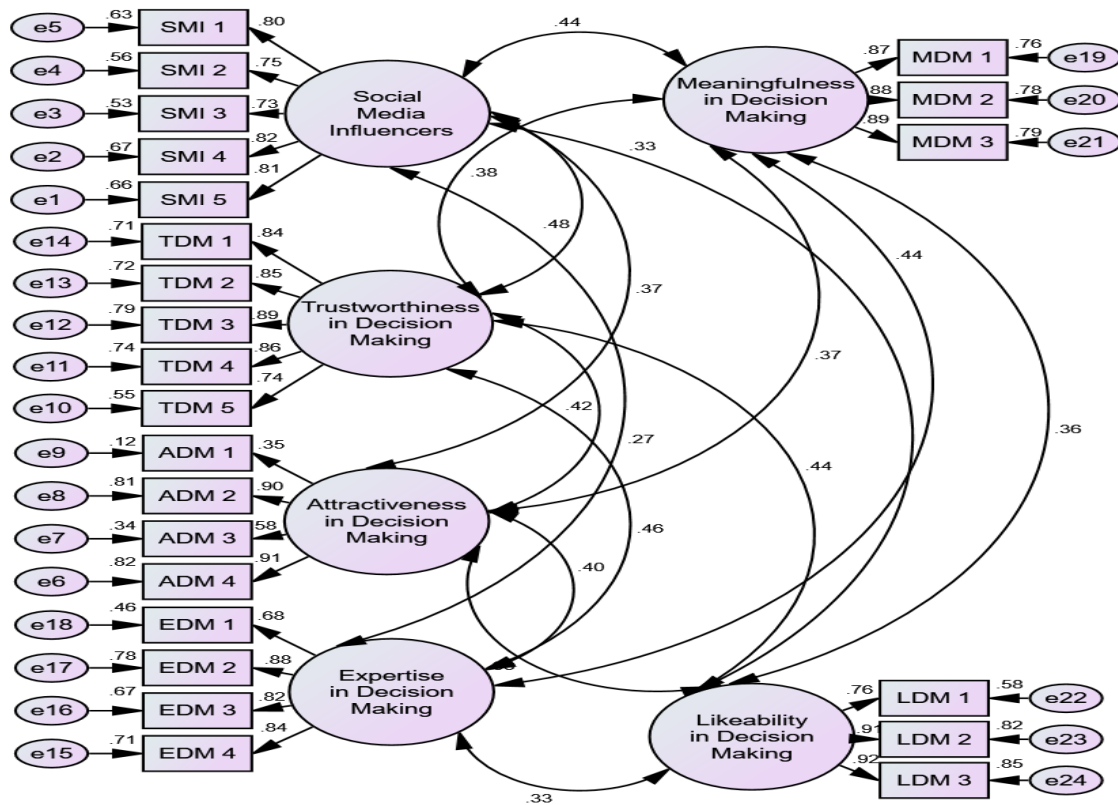 e5 .63 SMI 1 .80
e4 .56 SMI 2 .75
e3 .53 SMI 3 .73
e2 .67 SMI 4 .82
e1 .66 SMI 5 .81
Social
Media
Influencers
.44
Meaningfulness
in Decision
Making
.87 MDM 1 .76 e19
.88 MDM 2 .78 e20
.89 MDM 3 .79 e21
.33
.38
.48
.44
e14 .71 TDM 1 .84
e13 .72 TDM 2 .85
e12 .79 TDM 3 .89
e11 .74 TDM 4 .86
e10 .55 TDM 5 .74
Trustworthiness
in Decision
Making
.37
.37
.36
.42
.27
.44
e9 .12 ADM 1 .35
e8 .81 ADM 2 .90
e7 .34 ADM 3 .58
e6 .82 ADM 4 .91
Attractiveness
in Decision
Making
.46
.40
e18 .46 EDM 1 .68
e17 .78 EDM 2 .88
e16 .67 EDM 3 .82
e15 .71 EDM 4 .84
Expertise
in Decision
Making
Likeability
in Decision
Making
.76 LDM 1 .58 e22
.91 LDM 2 .82 e23
.92 LDM 3 .85 e24
.33